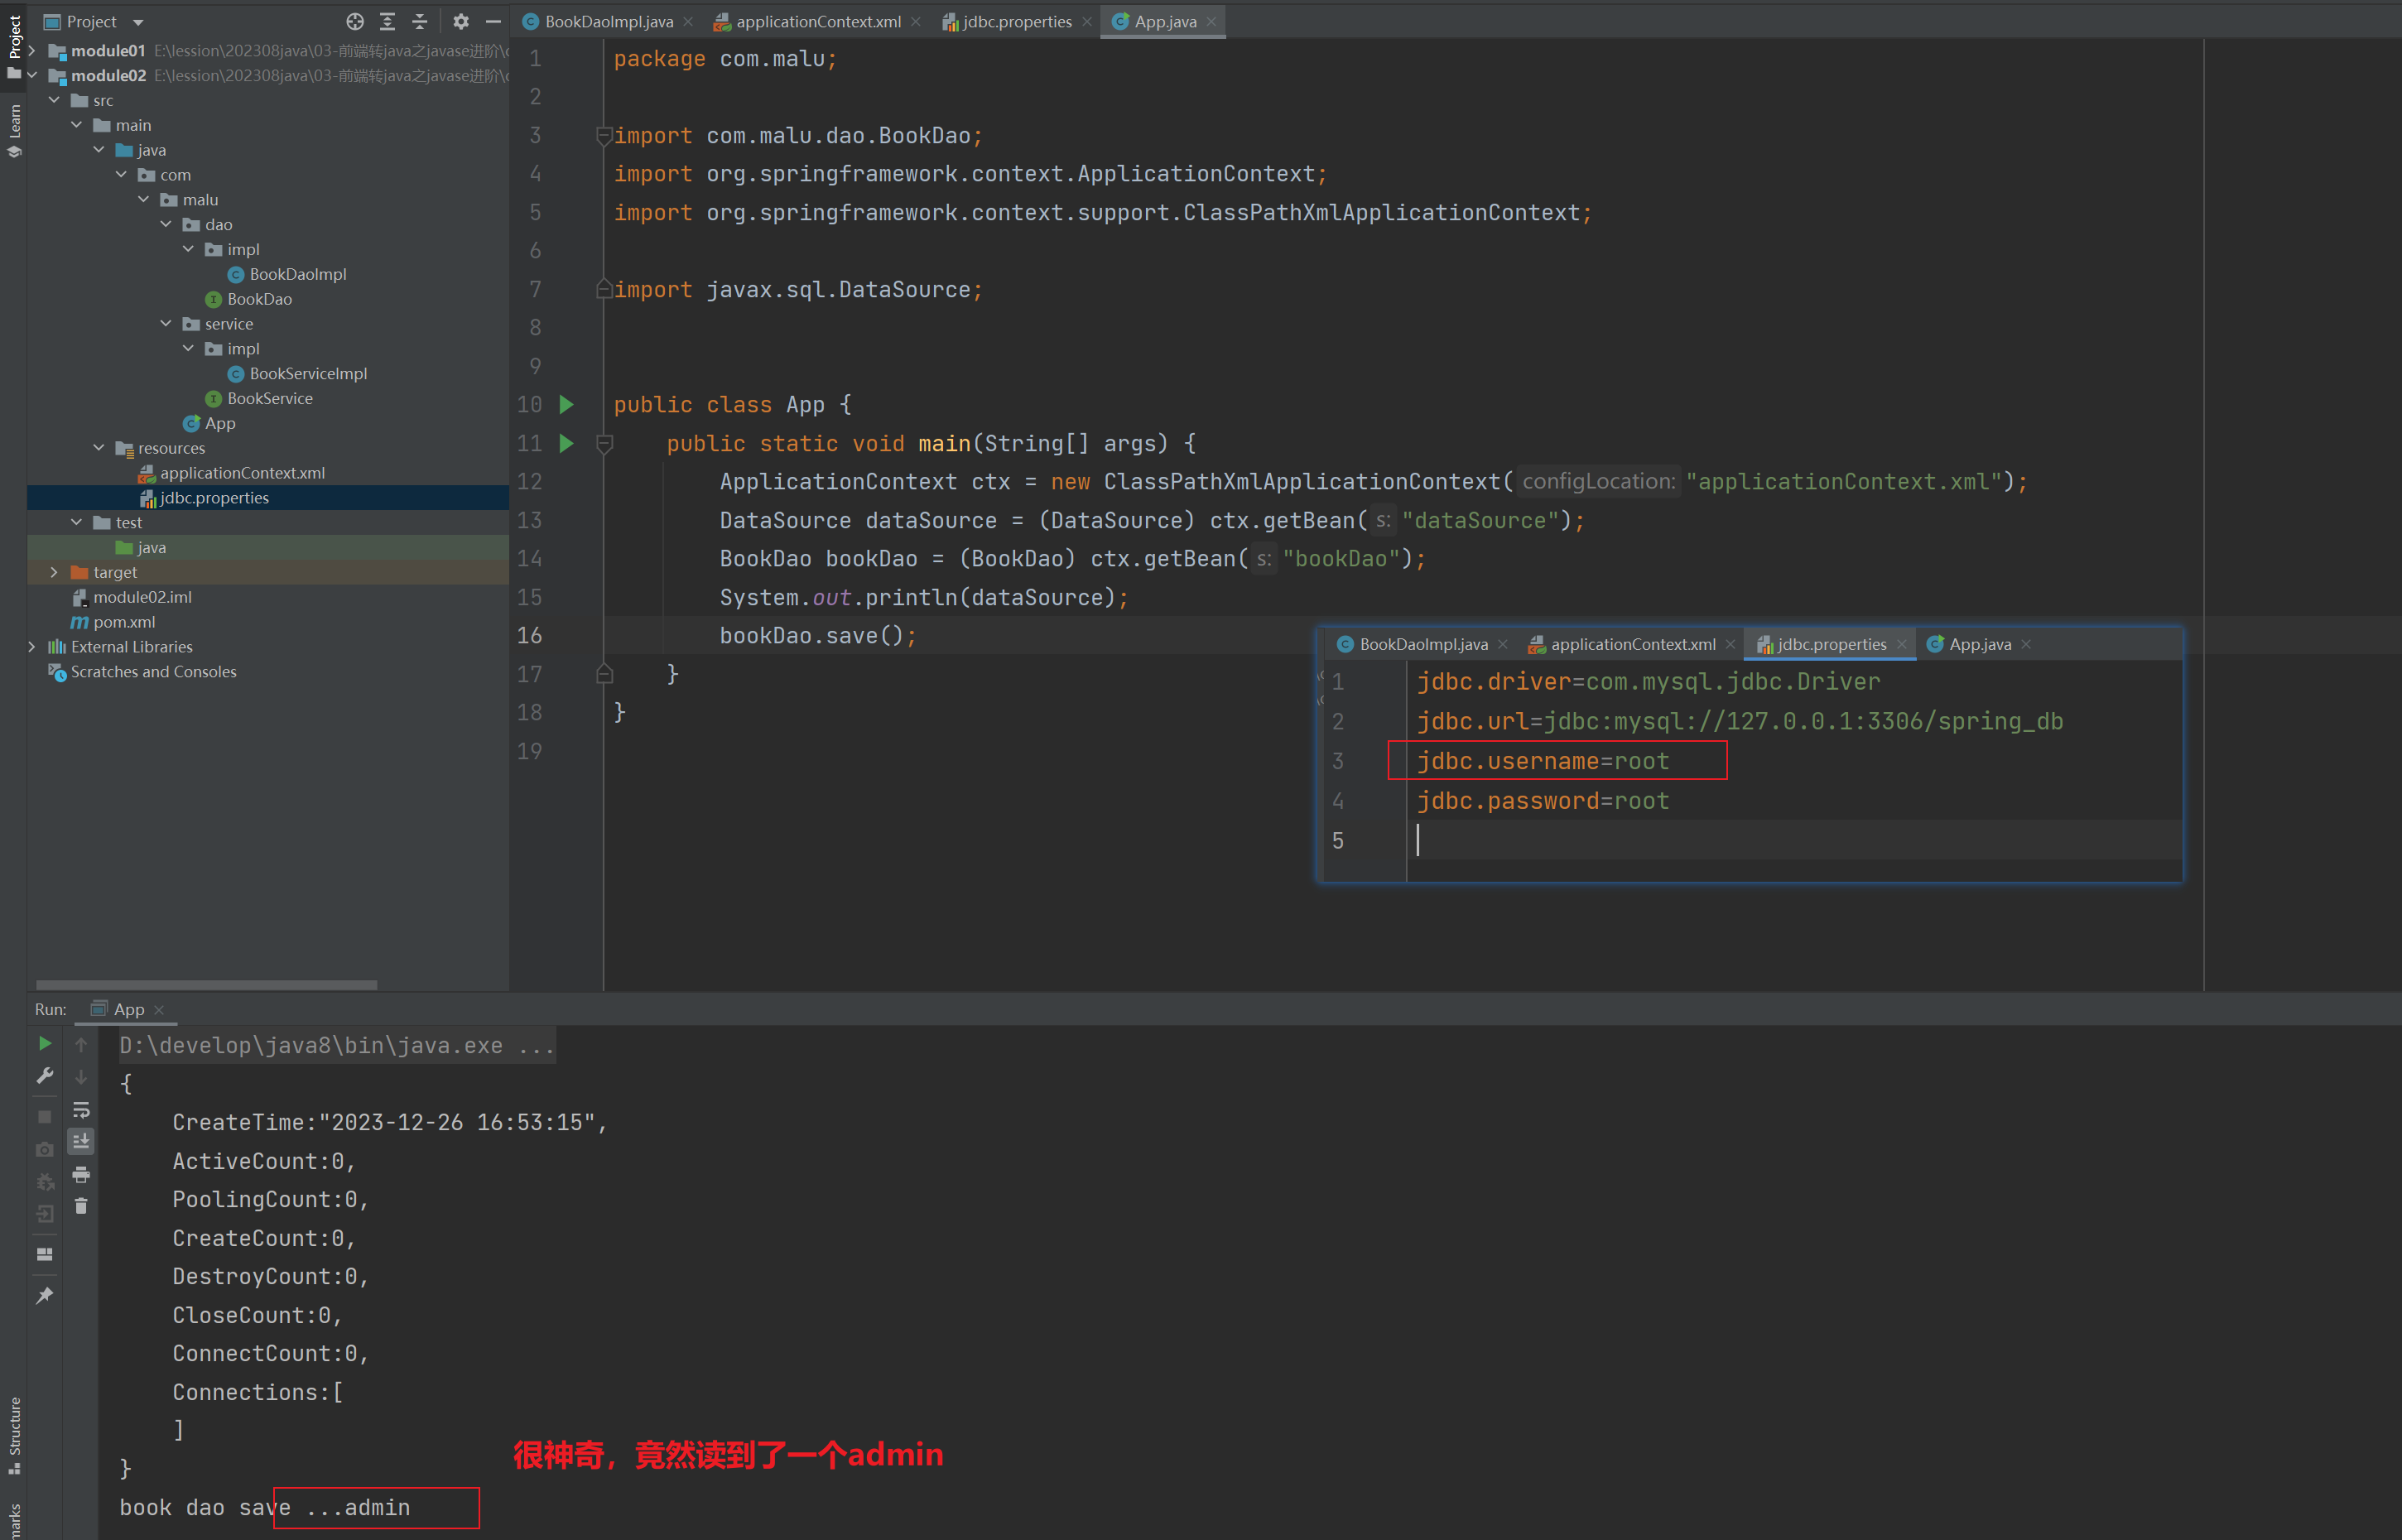 Project
BookDaoImpl.java
applicationContext.xml
jdbc.properties
App.java
Project
Learn
Structure
module01 E:\lession\202308java\03-前端转java之javase进阶\
module02 E:\lession\202308java\03-前端转java之javase进阶\
src
main
java
com
malu
dao
impl
BookDaoImpl
BookDao
service
impl
BookServiceImpl
BookService
App
resources
applicationContext.xml
jdbc.properties
test
java
target
module02.iml
pom.xml
External Libraries
Scratches and Consoles
1 package com.malu;
2
3 import com.malu.dao.BookDao;
4 import org.springframework.context.ApplicationContext;
5 import org.springframework.context.support.ClassPathXmlApplicationContext;
6
7 import javax.sql.DataSource;
8
9
10 public class App {
11 public static void main(String[] args) {
12 ApplicationContext ctx = new ClassPathXmlApplicationContext( configLocation: "applicationContext.xml");
13 DataSource dataSource = (DataSource) ctx.getBean( s: "dataSource");
14 BookDao bookDao = (BookDao) ctx.getBean( s: "bookDao");
15 System.out.println(dataSource);
16 bookDao.save();
17 }
18 }
19
BookDaoImpl.java
applicationContext.xml
jdbc.properties
App.java
1 jdbc.driver=com.mysql.jdbc.Driver
2 jdbc.url=jdbc:mysql://127.0.0.1:3306/spring_db
3 jdbc.username=root
4 jdbc.password=root
5
Run: App
D:\develop\java8\bin\java.exe ...
{
CreateTime:"2023-12-26 16:53:15",
ActiveCount:0,
PoolingCount:0,
CreateCount:0,
DestroyCount:0,
CloseCount:0,
ConnectCount:0,
Connections:[
]
}
book dao save ...admin
很神奇，竟然读到了一个admin